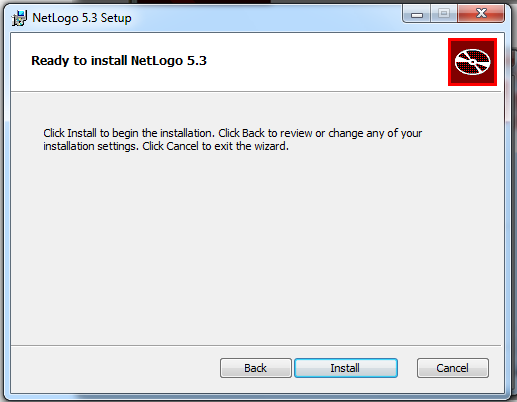 NetLogo 5.3 Setup
Ready to install NetLogo 5.3
Click Install to begin the installation. Click Back to review or change any of your
installation settings. Click Cancel to exit the wizard.
Back
Install
Cancel